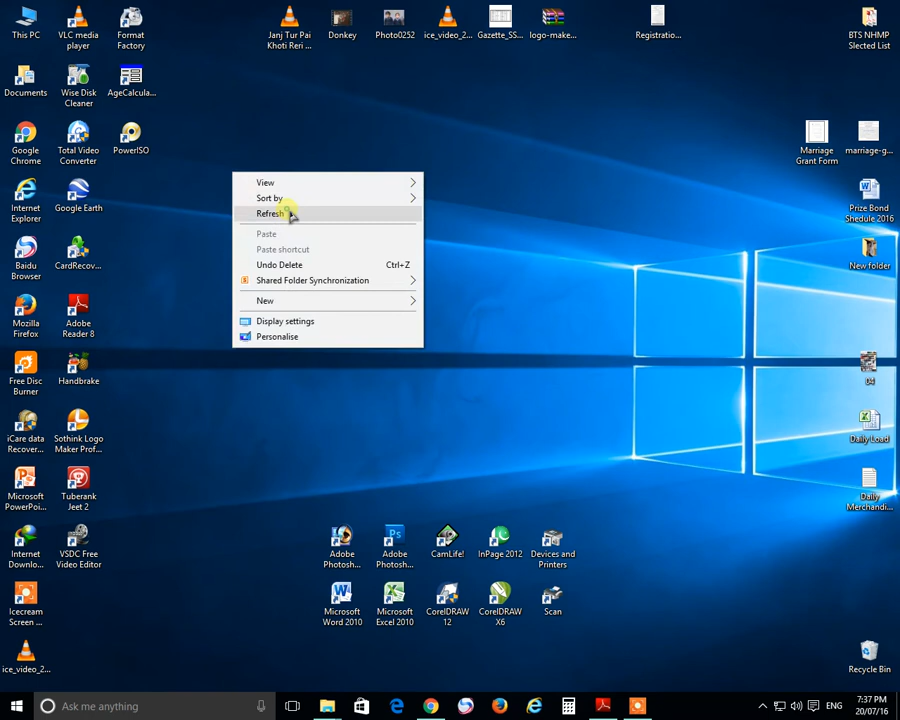 This PC
VLC media
player
Format
Factory
Janj Tur Pai
Khoti Reri ...
Donkey
Photo0252
ice_video_2...
Gazette_SS...
logo-make...
Registratio...
BTS NHMP
Slected List
Documents
Wise Disk
Cleaner
AgeCalcula...
Google
Chrome
Total Video
Converter
PowerISO
Marriage
Grant Form
marriage-g...
Internet
Explorer
Google Earth
Prize Bond
Shedule 2016
Baidu
Browser
CardRecov...
New folder
View
Sort by
Refresh
Paste
Paste shortcut
Undo Delete Ctrl+Z
Shared Folder Synchronization
New
Display settings
Personalise
Mozilla
Firefox
Adobe
Reader 8
Free Disc
Burner
Handbrake
04
iCare data
Recover...
Sothink Logo
Maker Prof...
Daily Load
Microsoft
PowerPoi...
Tuberank
Jeet 2
Daily
Merchandi...
Internet
Downlo...
VSDC Free
Video Editor
Adobe
Photosh...
Ps
Adobe
Photosh...
CamLife!
InPage 2012
Devices and
Printers
Icecream
Screen ...
Microsoft
Word 2010
Microsoft
Excel 2010
CorelDRAW
12
CorelDRAW
X6
Scan
ice_video_2...
Recycle Bin
Ask me anything
ENG
7:37 PM
20/07/16